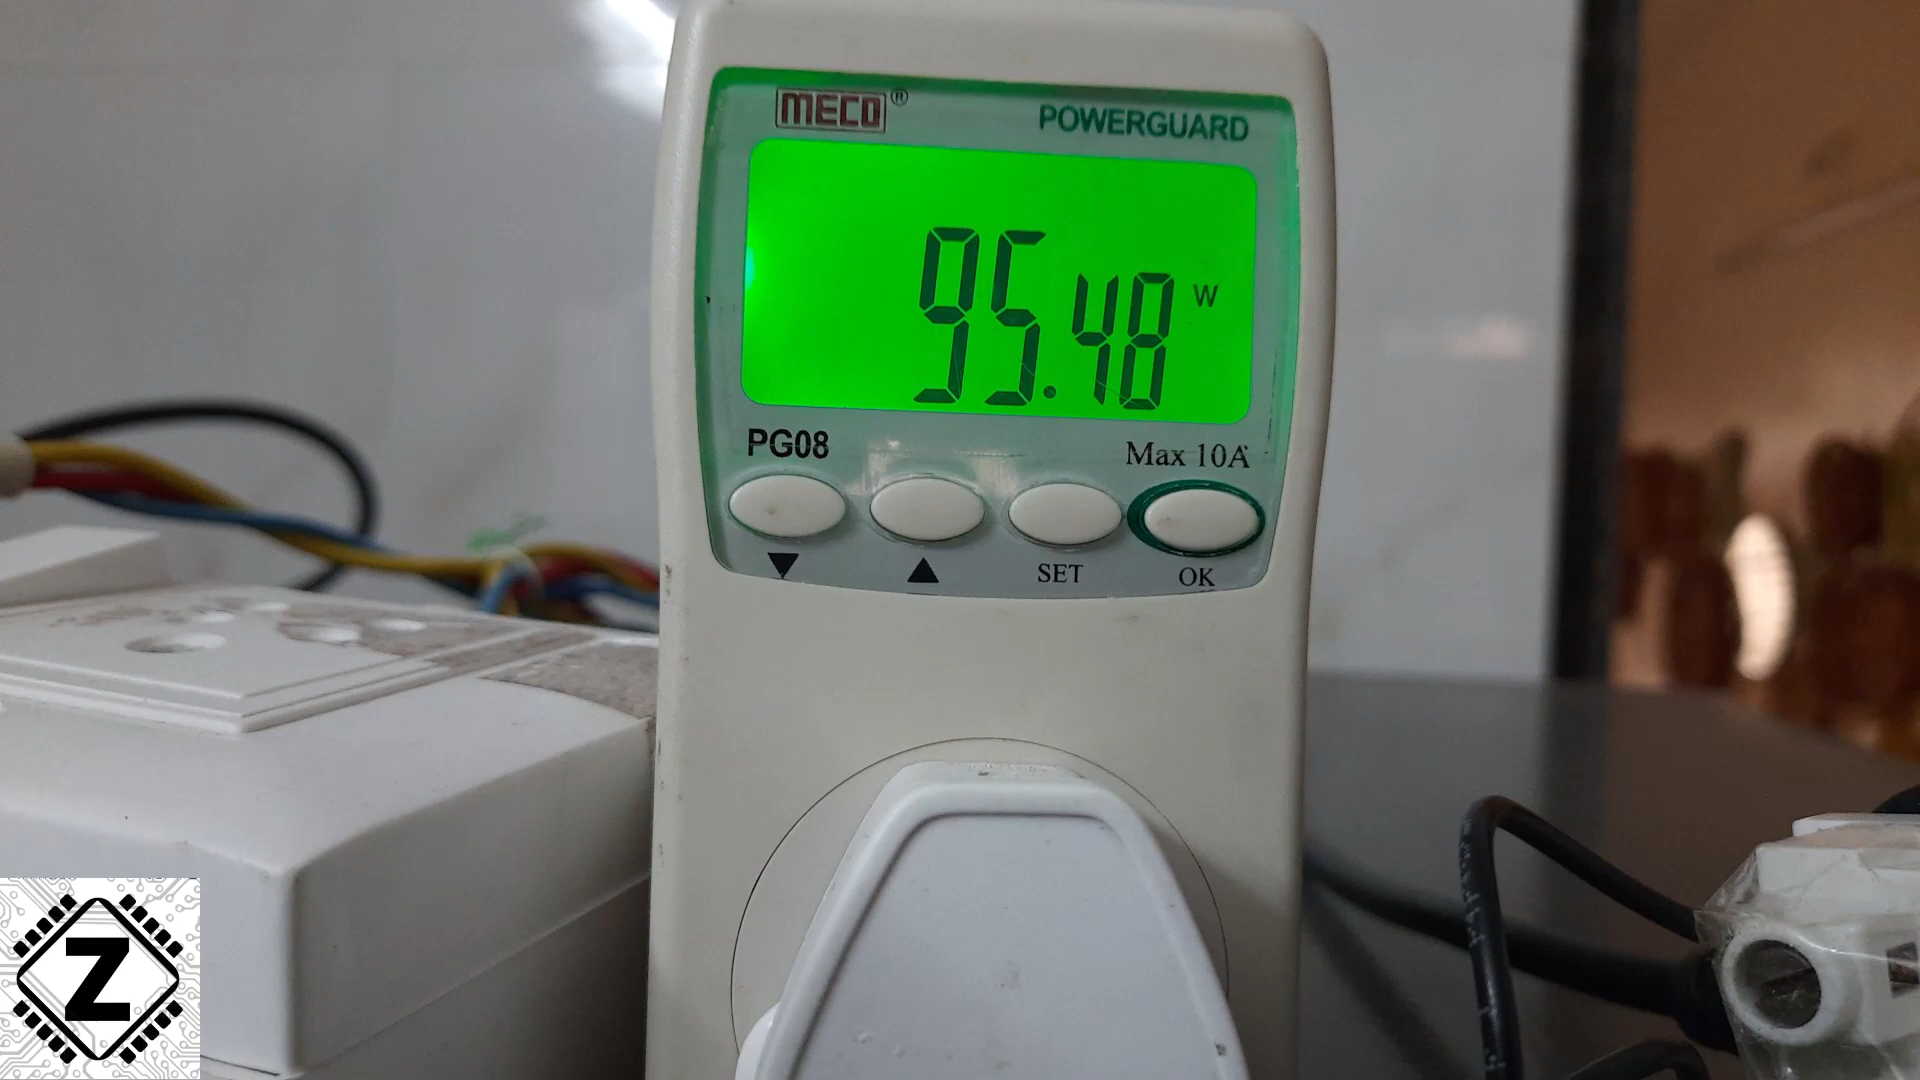 MECO®
POWERGUARD
95.48 W
PG08
Max 10A
▼ ▲ SET OK
Z